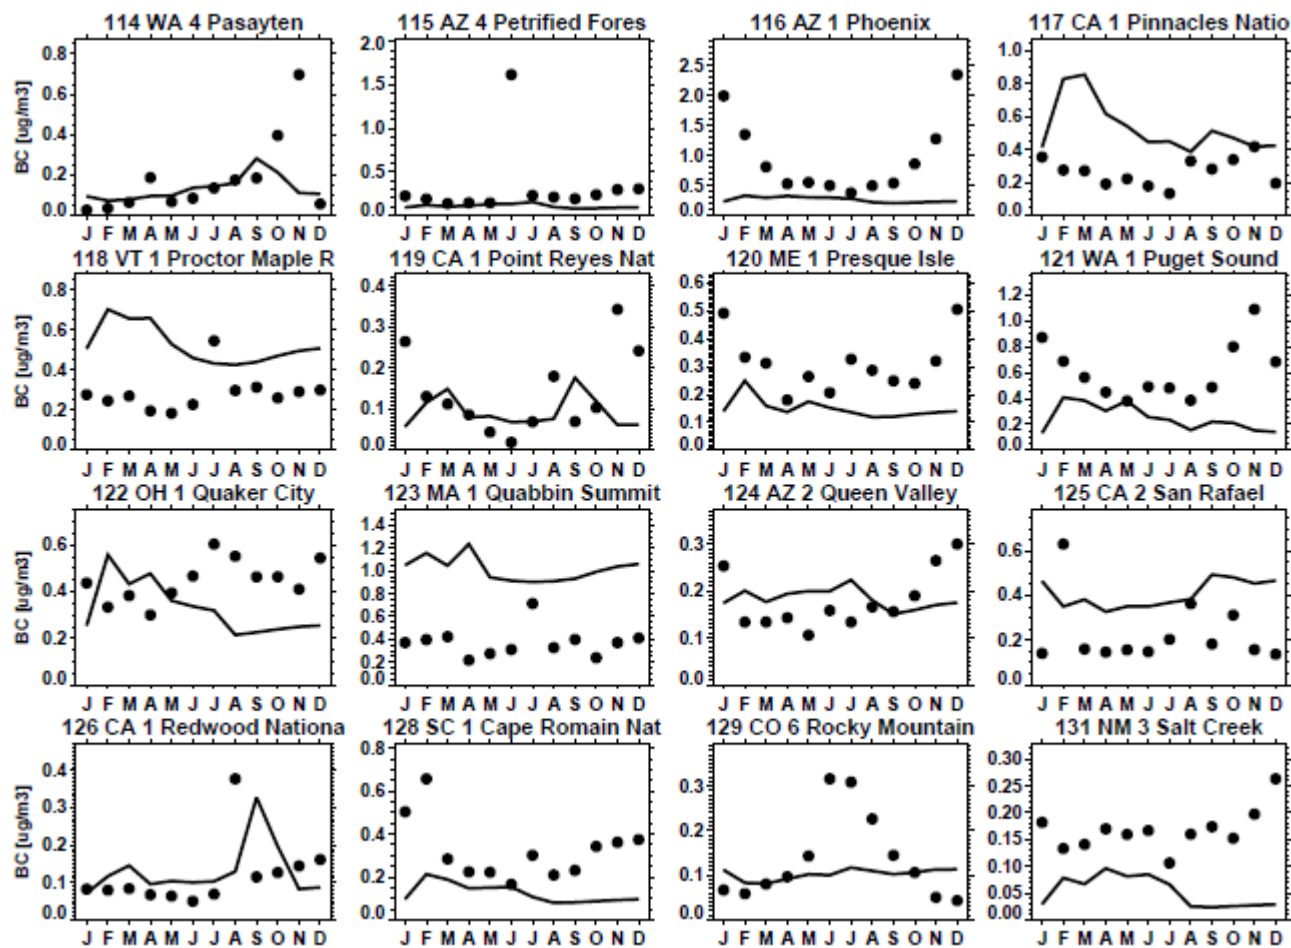 114 WA 4 Pasayten
115 AZ 4 Petrified Fores
116 AZ 1 Phoenix
117 CA 1 Pinnacles Natio
BC [ug/m3]
0.8
0.6
0.4
0.2
0.0
2.0
1.5
1.0
0.5
0.0
2.5
2.0
1.5
1.0
0.5
0.0
1.0
0.8
0.6
0.4
0.2
0.0
J F M A M J J A S O N D
J F M A M J J A S O N D
J F M A M J J A S O N D
J F M A M J J A S O N D
118 VT 1 Proctor Maple R
119 CA 1 Point Reyes Nat
120 ME 1 Presque Isle
121 WA 1 Puget Sound
BC [ug/m3]
0.8
0.6
0.4
0.2
0.0
0.4
0.3
0.2
0.1
0.0
0.6
0.5
0.4
0.3
0.2
0.1
0.0
1.2
1.0
0.8
0.6
0.4
0.2
0.0
J F M A M J J A S O N D
J F M A M J J A S O N D
J F M A M J J A S O N D
J F M A M J J A S O N D
122 OH 1 Quaker City
123 MA 1 Quabbin Summit
124 AZ 2 Queen Valley
125 CA 2 San Rafael
BC [ug/m3]
0.6
0.4
0.2
0.0
1.4
1.2
1.0
0.8
0.6
0.4
0.2
0.0
0.3
0.2
0.1
0.0
0.6
0.4
0.2
0.0
J F M A M J J A S O N D
J F M A M J J A S O N D
J F M A M J J A S O N D
J F M A M J J A S O N D
126 CA 1 Redwood Nationa
128 SC 1 Cape Romain Nat
129 CO 6 Rocky Mountain
131 NM 3 Salt Creek
BC [ug/m3]
0.4
0.3
0.2
0.1
0.0
0.8
0.6
0.4
0.2
0.0
0.3
0.2
0.1
0.0
0.30
0.25
0.20
0.15
0.10
0.05
0.00
J F M A M J J A S O N D
J F M A M J J A S O N D
J F M A M J J A S O N D
J F M A M J J A S O N D